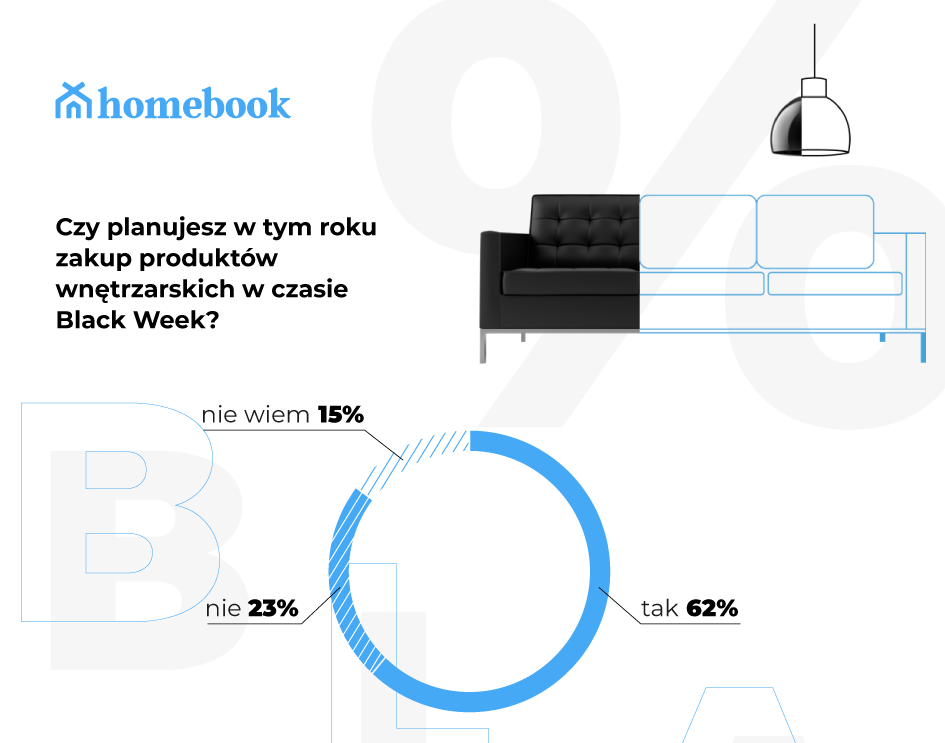 homebook
Czy planujesz w tym roku
zakup produktów
wnętrzarskich w czasie
Black Week?
nie wiem 15%
nie 23%
tak 62%
%
B
L
A